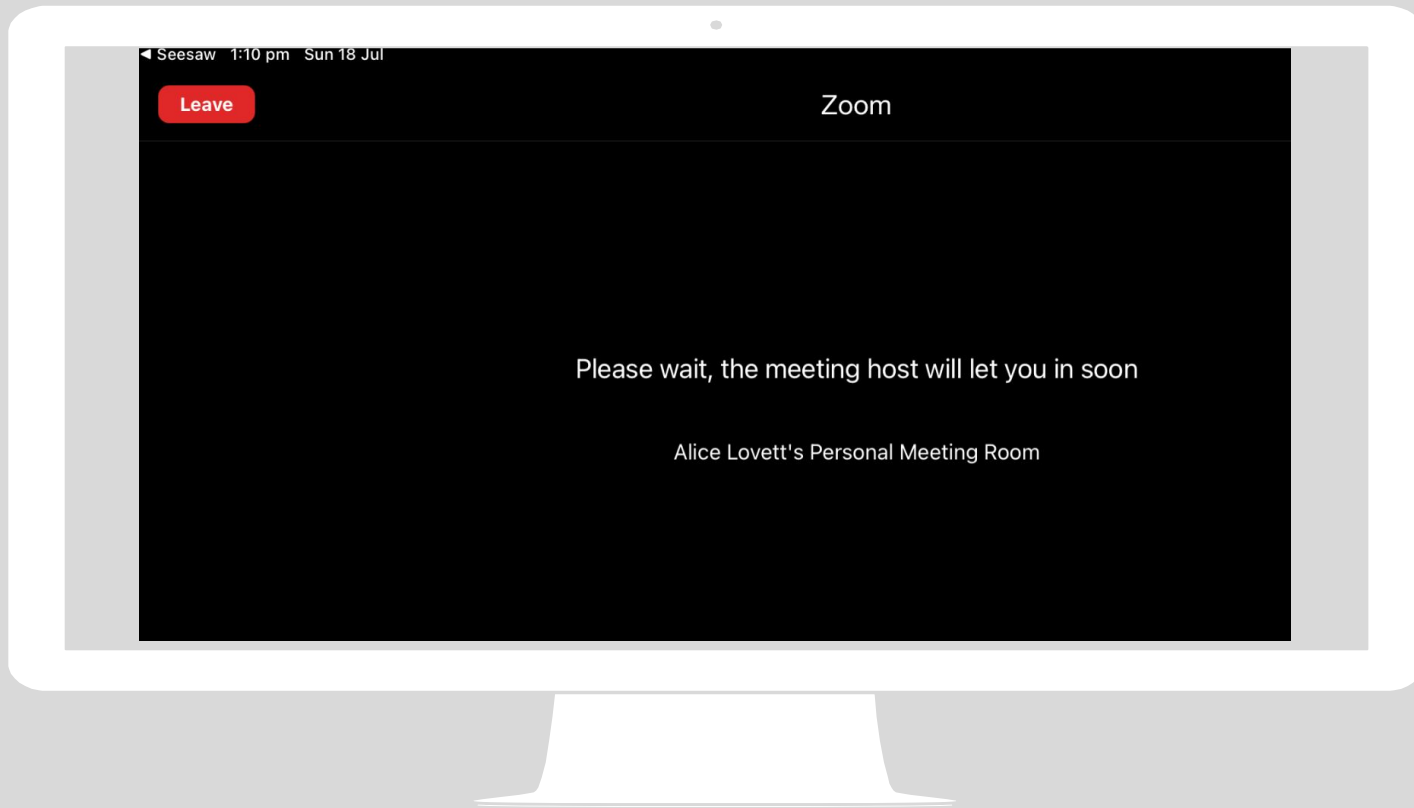 ◀ Seesaw 1:10 pm Sun 18 Jul
Leave
Zoom
Please wait, the meeting host will let you in soon
Alice Lovett's Personal Meeting Room